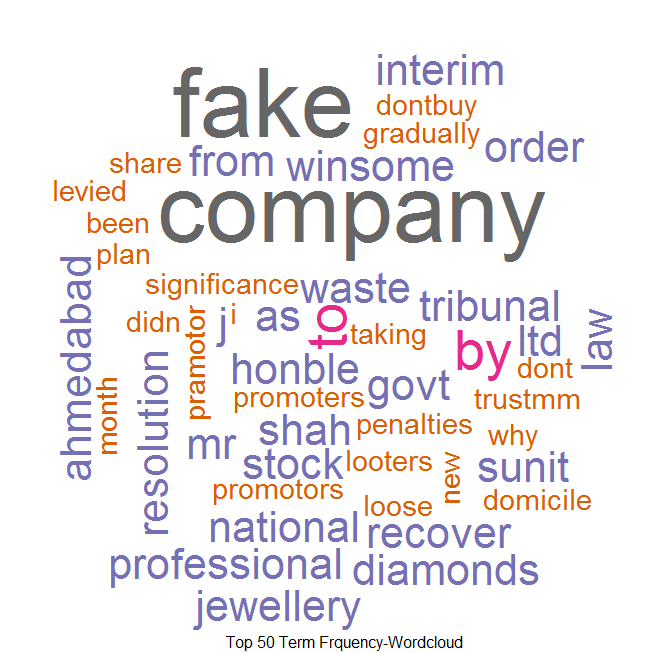 interim
fake
dontbuy
gradually
order
share
from
winsome
levied
company
been
plan
ahmedabad
significance
waste
tribunal
didn
pramotor
j
i
as
to
taking
by
ltd
law
honble
govt
dont
month
resolution
promoters
trustmm
mr
shah
penalties
why
stock
looters
new
sunit
promotors
loose
domicile
national
recover
professional
diamonds
jewellery
Top 50 Term Frquency-Wordcloud